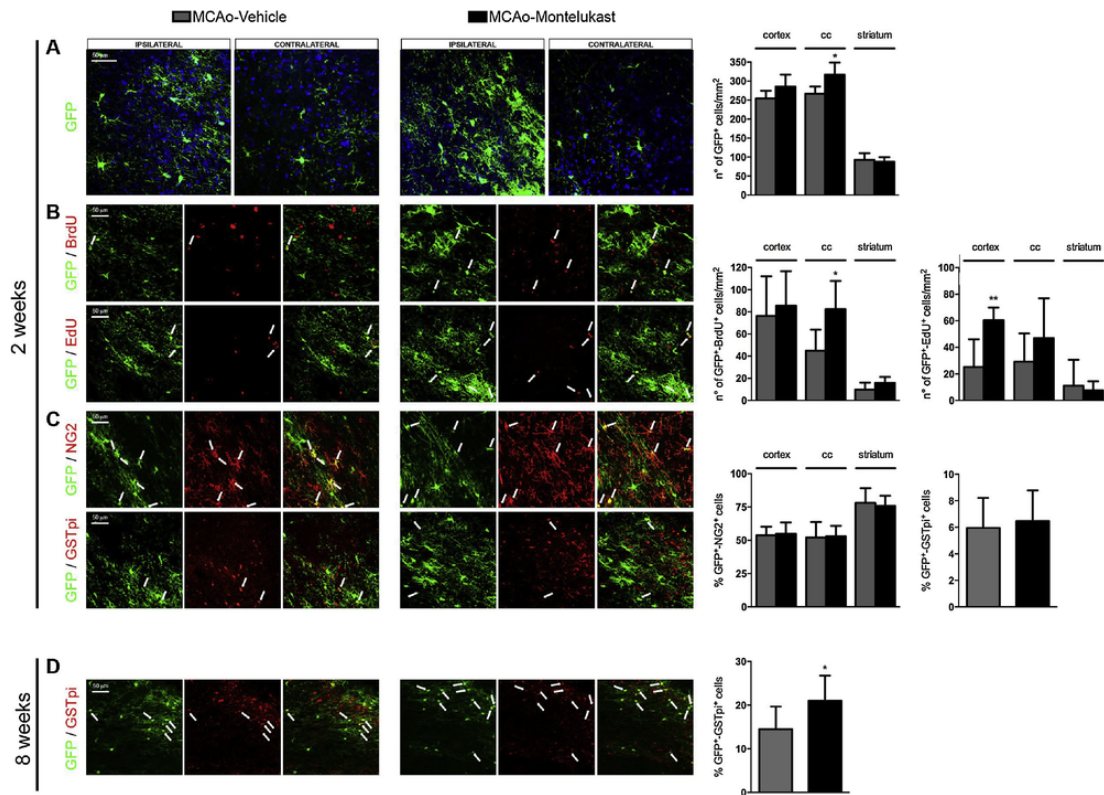 MCAo-Vehicle
MCAo-Montelukast
A
IPSILATERAL
CONTRALATERAL
IPSILATERAL
CONTRALATERAL
50 µm
GFP
cortex
cc
striatum
n° of GFP⁺ cells/mm²
350
300
250
200
150
100
50
0
*
2 weeks
B
50 µm
GFP / BrdU
50 µm
GFP / EdU
cortex
cc
striatum
n° of GFP⁺-BrdU⁺ cells/mm²
120
100
80
60
40
20
0
*
cortex
cc
striatum
n° of GFP⁺-EdU⁺ cells/mm²
100
80
60
40
20
0
**
C
50 µm
GFP / NG2
50 µm
GFP / GSTpi
cortex
cc
striatum
% GFP⁺-NG2⁺ cells
100
75
50
25
0
% GFP⁺-GSTpi⁺ cells
10
8
6
4
2
0
8 weeks
D
50 µm
GFP / GSTpi
% GFP⁺-GSTpi⁺ cells
30
20
10
0
*